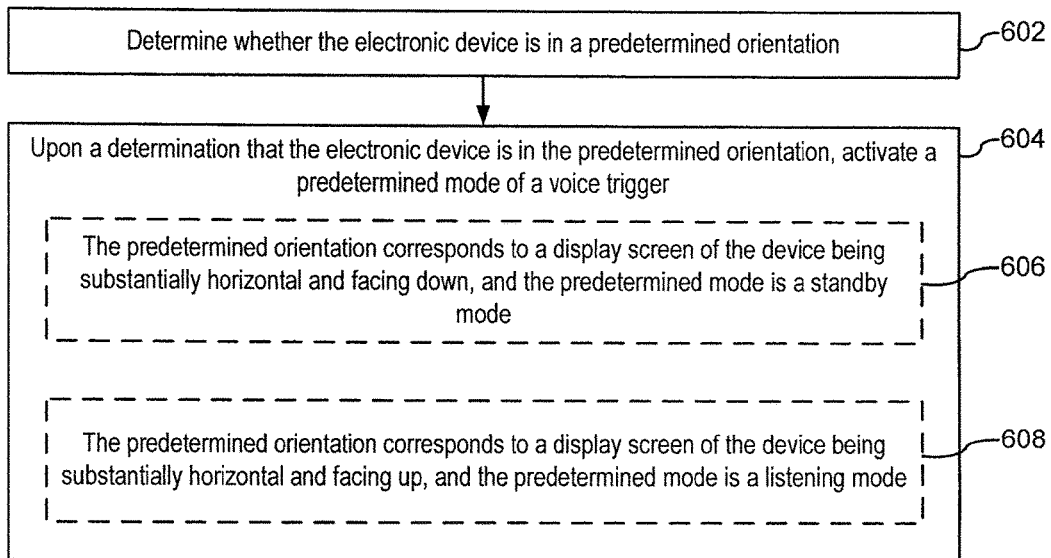 Determine whether the electronic device is in a predetermined orientation
602
Upon a determination that the electronic device is in the predetermined orientation, activate a
predetermined mode of a voice trigger
604
The predetermined orientation corresponds to a display screen of the device being
substantially horizontal and facing down, and the predetermined mode is a standby
mode
606
The predetermined orientation corresponds to a display screen of the device being
substantially horizontal and facing up, and the predetermined mode is a listening mode
608